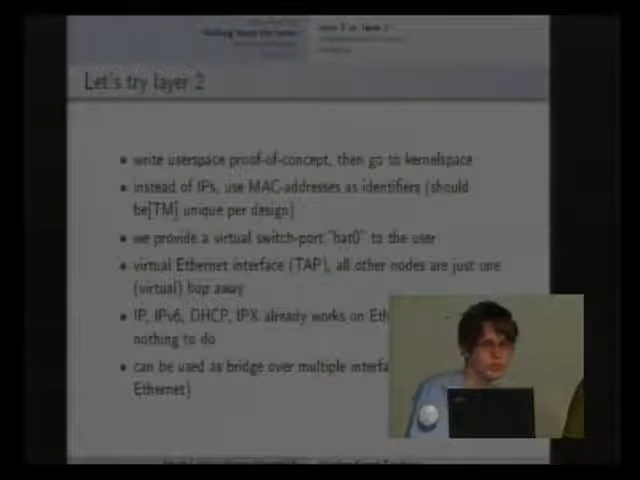 Let's try layer 2
write userspace proof-of-concept, then go to kernelspace
instead of IPs, use MAC-addresses as identifiers (should
be[TM] unique per design)
we provide a virtual switch-port "bat0" to the user
virtual Ethernet interface (TAP), all other nodes are just one
(virtual) hop away
IP, IPv6, DHCP, IPX already works on Eth
nothing to do
can be used as bridge over multiple interfa
Ethernet)